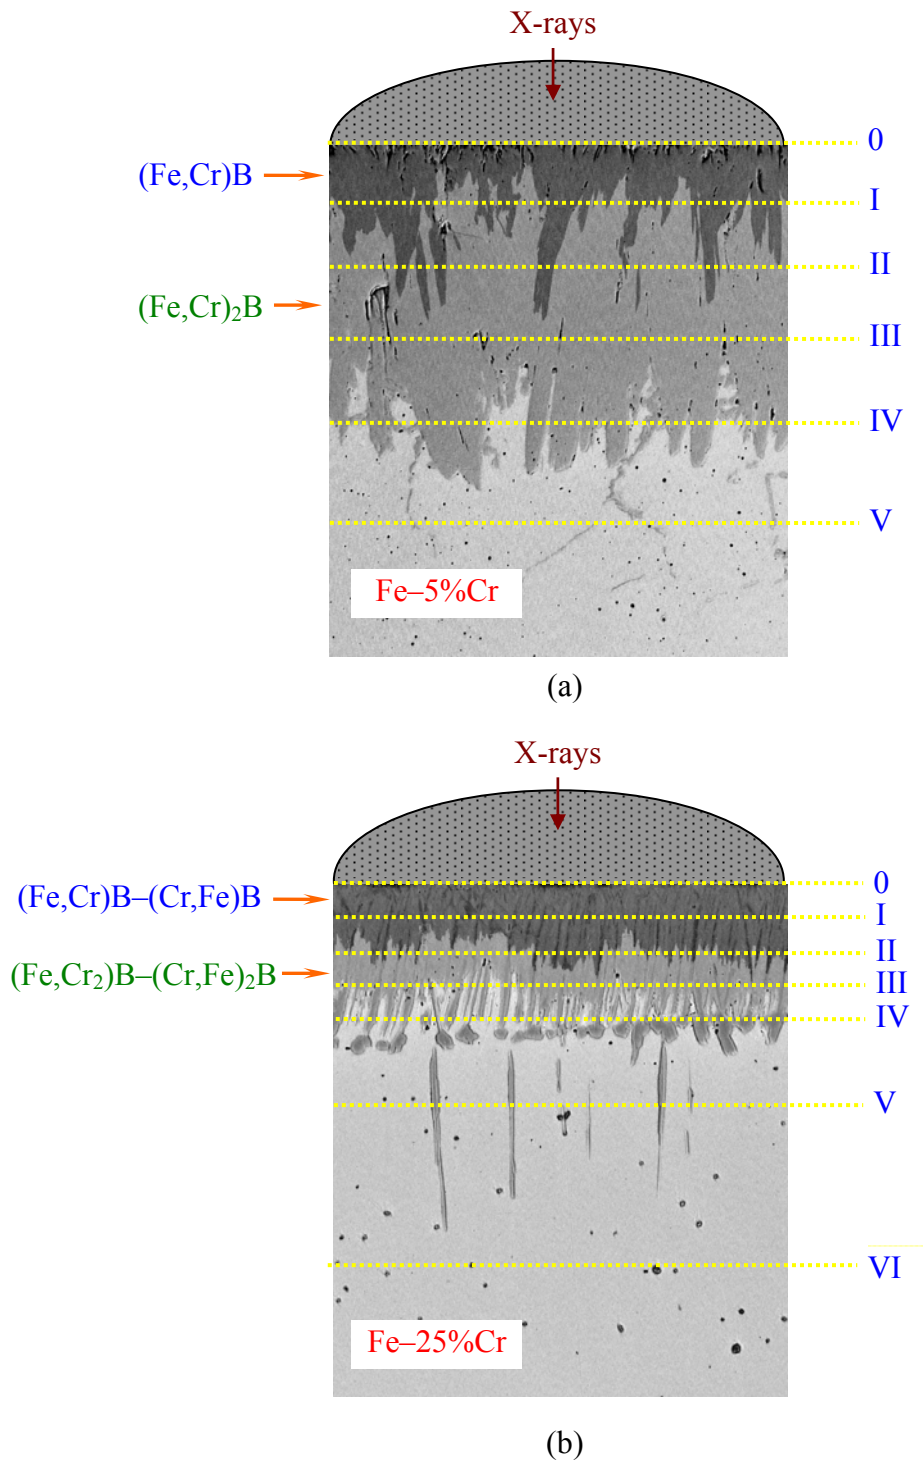 (a)
X-rays
0
(Fe,Cr)B
I
II
(Fe,Cr)₂B
III
IV
V
Fe–5%Cr
(a)
X-rays
0
(Fe,Cr)B–(Cr,Fe)B
I
II
(Fe,Cr₂)B–(Cr,Fe)₂B
III
IV
V
VI
Fe–25%Cr
(b)